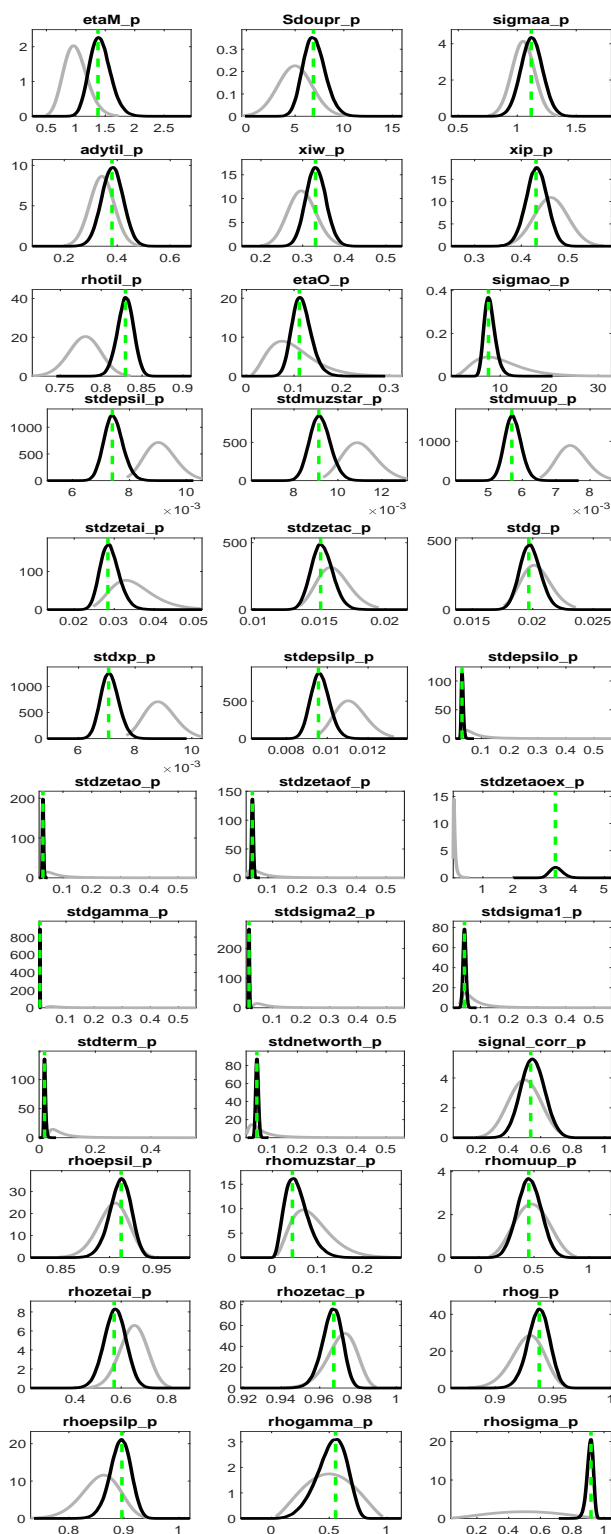 etaM_p Sdoupr_p sigmaa_p
2 1 0
0.5 1 1.5 2 2.5
0.3 0.2 0.1 0
0 5 10 15
4 2 0
0.5 1 1.5
adytil_p xiw_p xip_p
10 5 0
0.2 0.4 0.6
15 10 5 0
0.2 0.3 0.4 0.5
15 10 5 0
0.3 0.4 0.5
rhotil_p etaO_p sigmao_p
40 20 0
0.75 0.8 0.85 0.9
20 10 0
0 0.1 0.2 0.3
0.4 0.2 0
10 20 30
stdepsil_p stdmuzstar_p stdmuup_p
1000 500 0
6 8 10
×10⁻³
500 0
8 10 12
×10⁻³
1000 0
5 6 7 8
×10⁻³
stdzetai_p stdzetac_p stdg_p
100 0
0.02 0.03 0.04 0.05
500 0
0.01 0.015 0.02
500 0
0.015 0.02 0.025
stdxp_p stdepsilp_p stdepsilo_p
1000 500 0
6 8 10
×10⁻³
500 0
0.008 0.012
100 50 0
0.1 0.2 0.3 0.4 0.5
stdzetao_p stdzetaof_p stdzetaoex_p
200 100 0
0.1 0.2 0.3 0.4 0.5
150 100 50 0
0.1 0.2 0.3 0.4 0.5
15 10 5 0
1 2 3 4 5
stdgamma_p stdsigma2_p stdsigma1_p
800 600 400 200 0
0.1 0.2 0.3 0.4 0.5
200 100 0
0.1 0.2 0.3 0.4 0.5
80 60 40 20 0
0.1 0.2 0.3 0.4 0.5
stdterm_p stdnetworth_p signal_corr_p
100 50 0
0 0.2 0.4
80 60 40 20 0
0.1 0.2 0.3 0.4 0.5
4 2 0
0.2 0.4 0.6 0.8 1
rhoepsil_p rhomuzstar_p rhomuup_p
30 20 10 0
0.85 0.9 0.95
15 10 5 0
0 0.1 0.2
4 2 0
0 0.5 1
rhozetai_p rhozetac_p rhog_p
8 6 4 2 0
0.4 0.6 0.8
80 60 40 20 0
0.92 0.94 0.96 0.98 1
40 20 0
0.9 0.95 1
rhoepsilp_p rhogamma_p rhosigma_p
20 10 0
0.8 0.9 1
3 2 1 0
0 0.5 1
20 10 0
0.2 0.4 0.6 0.8